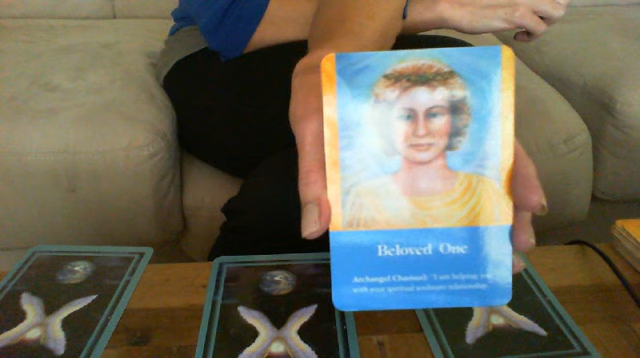 Beloved One
Archangel Chamuel: "I am helping you
with your spiritual soulmate relationship.